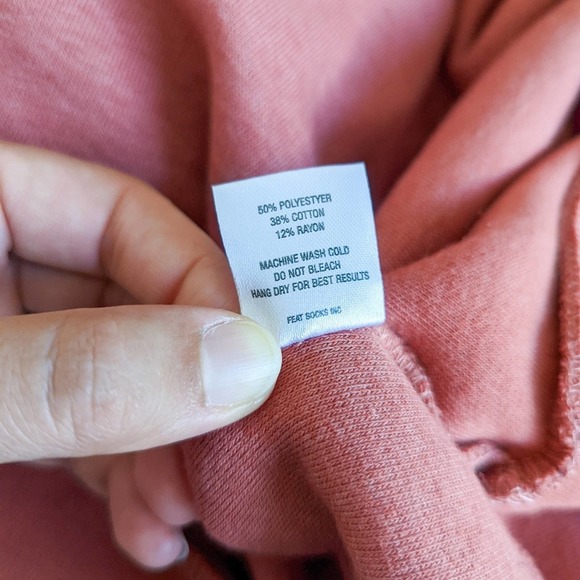 50% POLYESTYER
38% COTTON
12% RAYON
MACHINE WASH COLD
DO NOT BLEACH
HANG DRY FOR BEST RESULTS
FEAT SOCKS INC